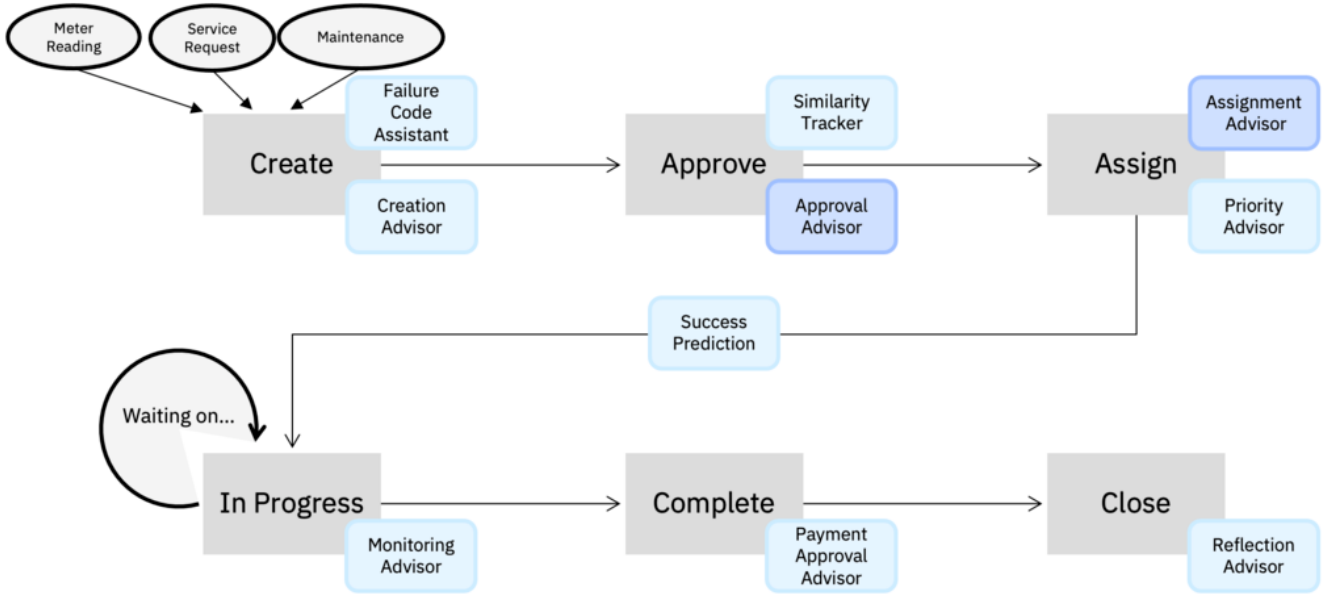 Meter
Reading
Service
Request
Maintenance
Failure
Code
Assistant
Create
Creation
Advisor
Similarity
Tracker
Approve
Approval
Advisor
Assignment
Advisor
Assign
Priority
Advisor
Success
Prediction
Waiting on...
In Progress
Monitoring
Advisor
Complete
Payment
Approval
Advisor
Close
Reflection
Advisor